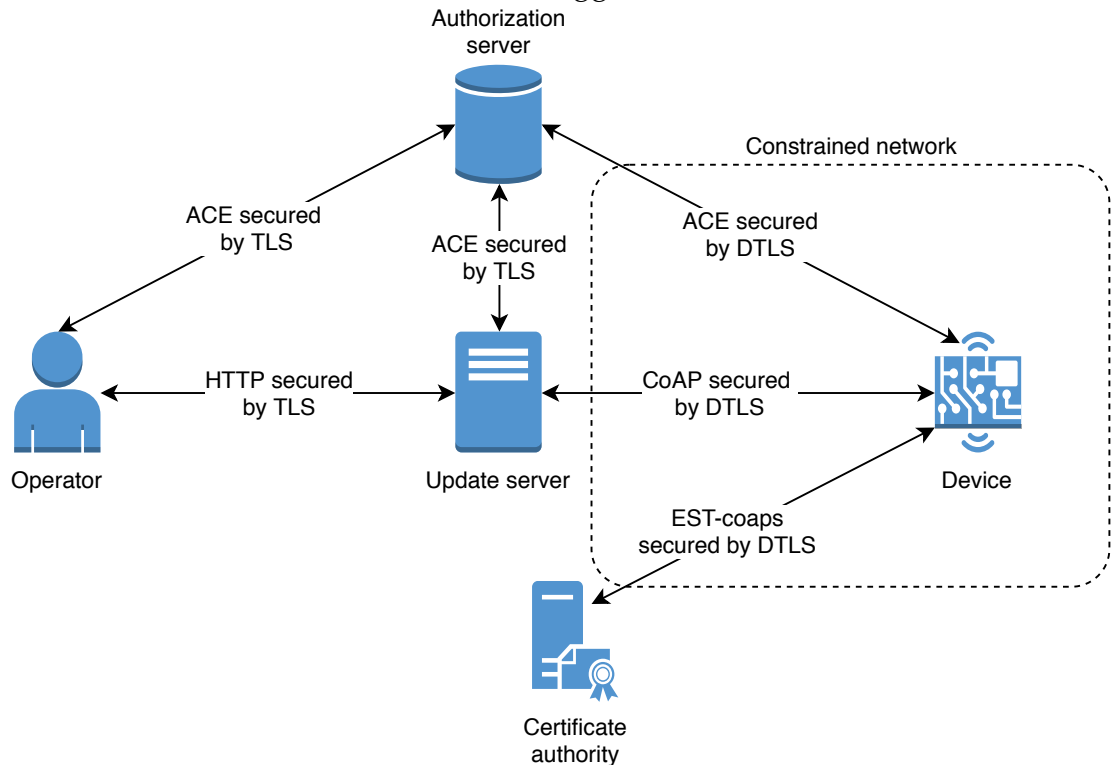 Authorization
server
Constrained network
ACE secured
by TLS
ACE secured
by TLS
ACE secured
by DTLS
HTTP secured
by TLS
CoAP secured
by DTLS
Operator
Update server
Device
EST-coaps
secured by DTLS
Certificate
authority